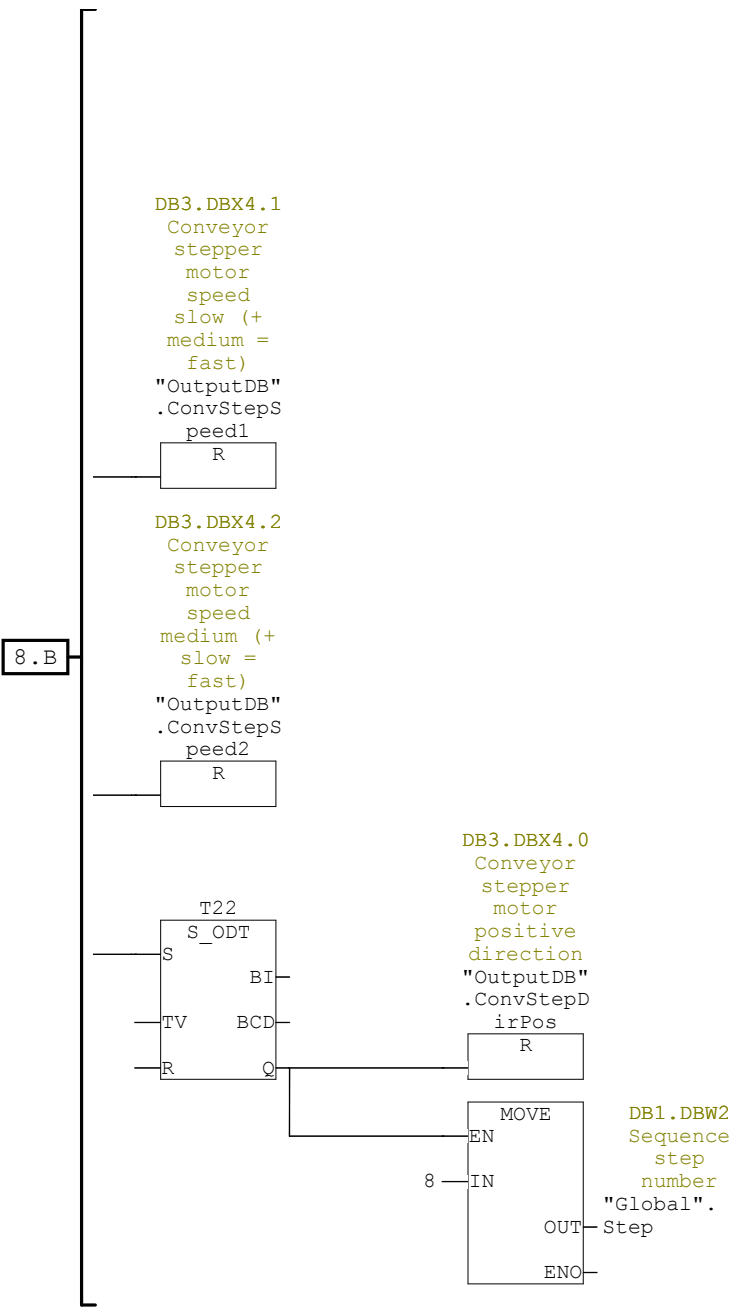 DB3.DBX4.1
Conveyor
stepper
motor
speed
slow (+
medium =
fast)
"OutputDB"
.ConvStepS
peed1
R
DB3.DBX4.2
Conveyor
stepper
motor
speed
medium (+
slow =
fast)
"OutputDB"
.ConvStepS
peed2
R
8.B
T22
S_ODT
S
BI
TV
BCD
R
Q
DB3.DBX4.0
Conveyor
stepper
motor
positive
direction
"OutputDB"
.ConvStepD
irPos
R
MOVE
EN
8
IN
OUT
ENO
DB1.DBW2
Sequence
step
number
"Global".
Step